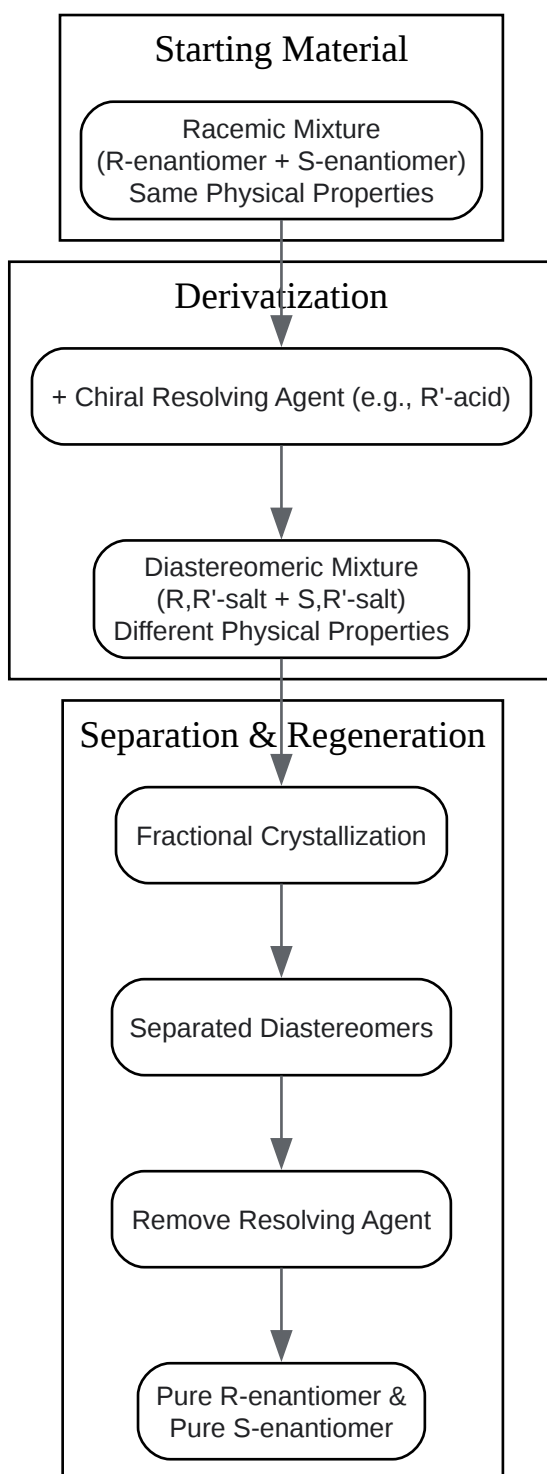 Starting Material
Racemic Mixture
(R-enantiomer + S-enantiomer)
Same Physical Properties
Derivatization
+ Chiral Resolving Agent (e.g., R'-acid)
Diastereomeric Mixture
(R,R'-salt + S,R'-salt)
Different Physical Properties
Separation & Regeneration
Fractional Crystallization
Separated Diastereomers
Remove Resolving Agent
Pure R-enantiomer &
Pure S-enantiomer